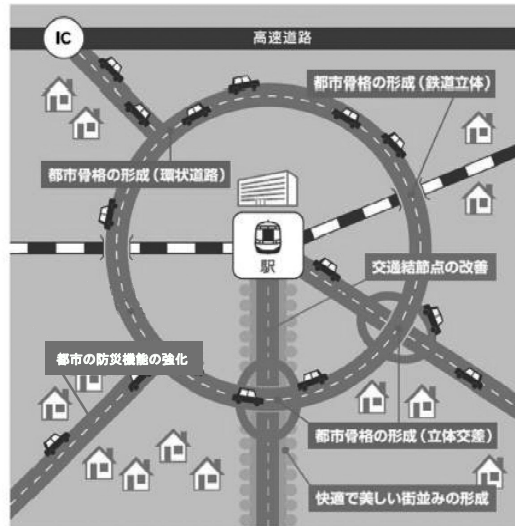 IC
高速道路
都市骨格の形成（鉄道立体）
都市骨格の形成（環状道路）
駅
交通結節点の改善
都市の防災機能の強化
都市骨格の形成（立体交差）
快適で美しい街並みの形成